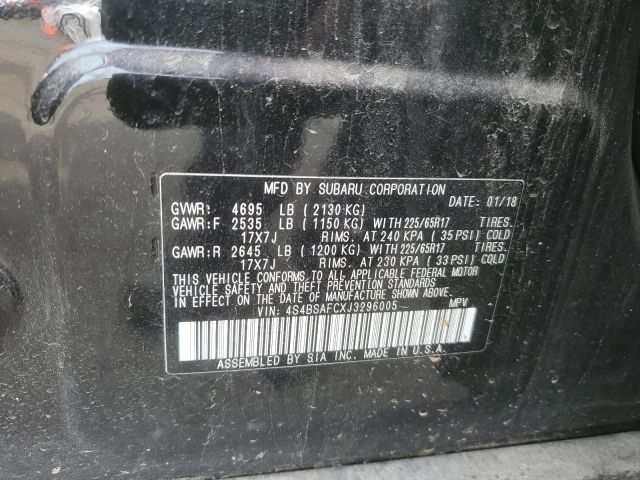 MFD BY SUBARU CORPORATION
DATE: 01/18
GVWR: 4695 LB ( 2130 KG)
GAWR:F 2535 LB ( 1150 KG) WITH 225/65R17 TIRES.
17X7J RIMS. AT 240 KPA ( 35 PSI) COLD
GAWR:R 2645 LB ( 1200 KG) WITH 225/65R17 TIRES.
17X7J RIMS. AT 230 KPA ( 33 PSI) COLD
THIS VEHICLE CONFORMS TO ALL APPLICABLE FEDERAL MOTOR
VEHICLE SAFETY AND THEFT PREVENTION STANDARDS IN
EFFECT ON THE DATE OF MANUFACTURE SHOWN ABOVE.
VIN: 4S4BSAFCXJ3296005 MPV
ASSEMBLED BY SIA INC. MADE IN U.S.A.